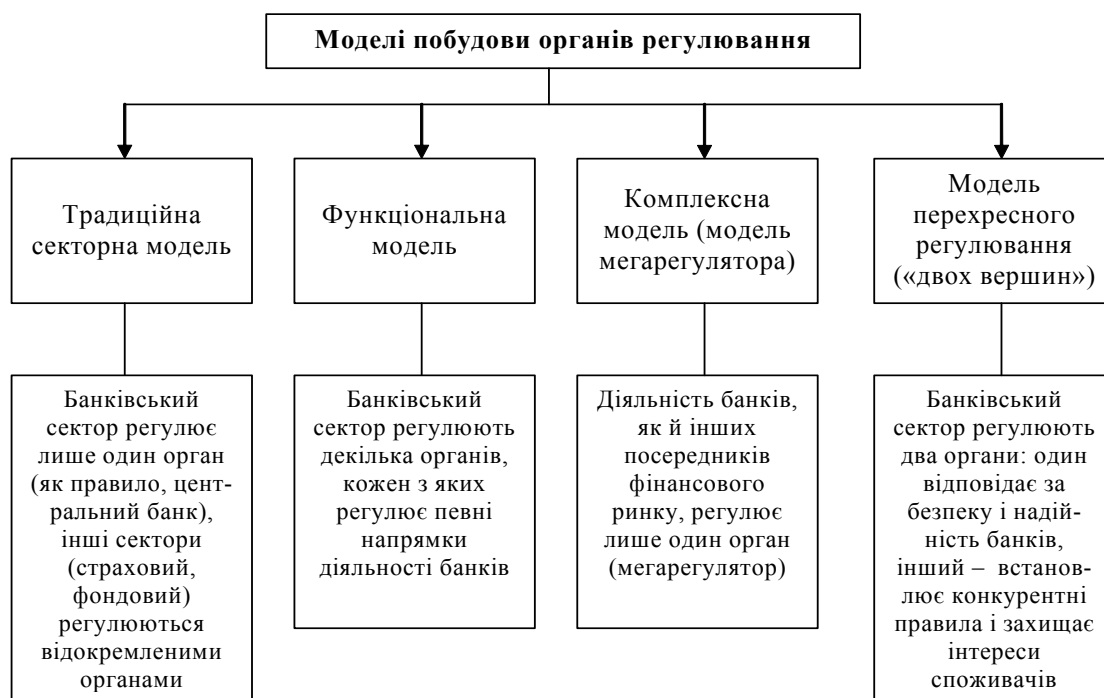 Моделі побудови органів регулювання
Традиційна
секторна модель
Функціональна
модель
Комплексна
модель (модель
мегарегулятора)
Модель
перехресного
регулювання
(«двох вершин»)
Банківський
сектор регулює
лише один орган
(як правило, цент-
ральний банк),
інші сектори
(страховий,
фондовий)
регулюються
відокремленими
органами
Банківський
сектор регулюють
декілька органів,
кожен з яких
регулює певні
напрямки
діяльності банків
Діяльність банків,
як й інших
посередників
фінансового
ринку, регулює
лише один орган
(мегарегулятор)
Банківський
сектор регулюють
два органи: один
відповідає за
безпеку і надій-
ність банків,
інший – встанов-
лює конкурентні
правила і захищає
інтереси
споживачів